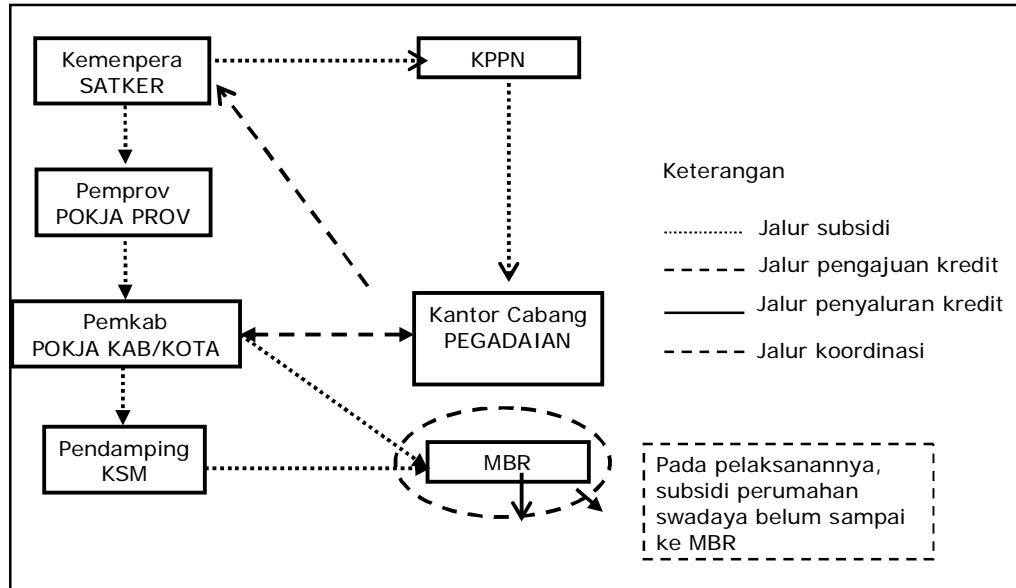 Kemenpera
SATKER
KPPN
Pemprov
POKJA PROV
Keterangan
Jalur subsidi
Jalur pengajuan kredit
Jalur penyaluran kredit
Jalur koordinasi
Pemkab
POKJA KAB/KOTA
Kantor Cabang
PEGADAIAN
Pendamping
KSM
MBR
Pada pelaksanannya,
subsidi perumahan
swadaya belum sampai
ke MBR